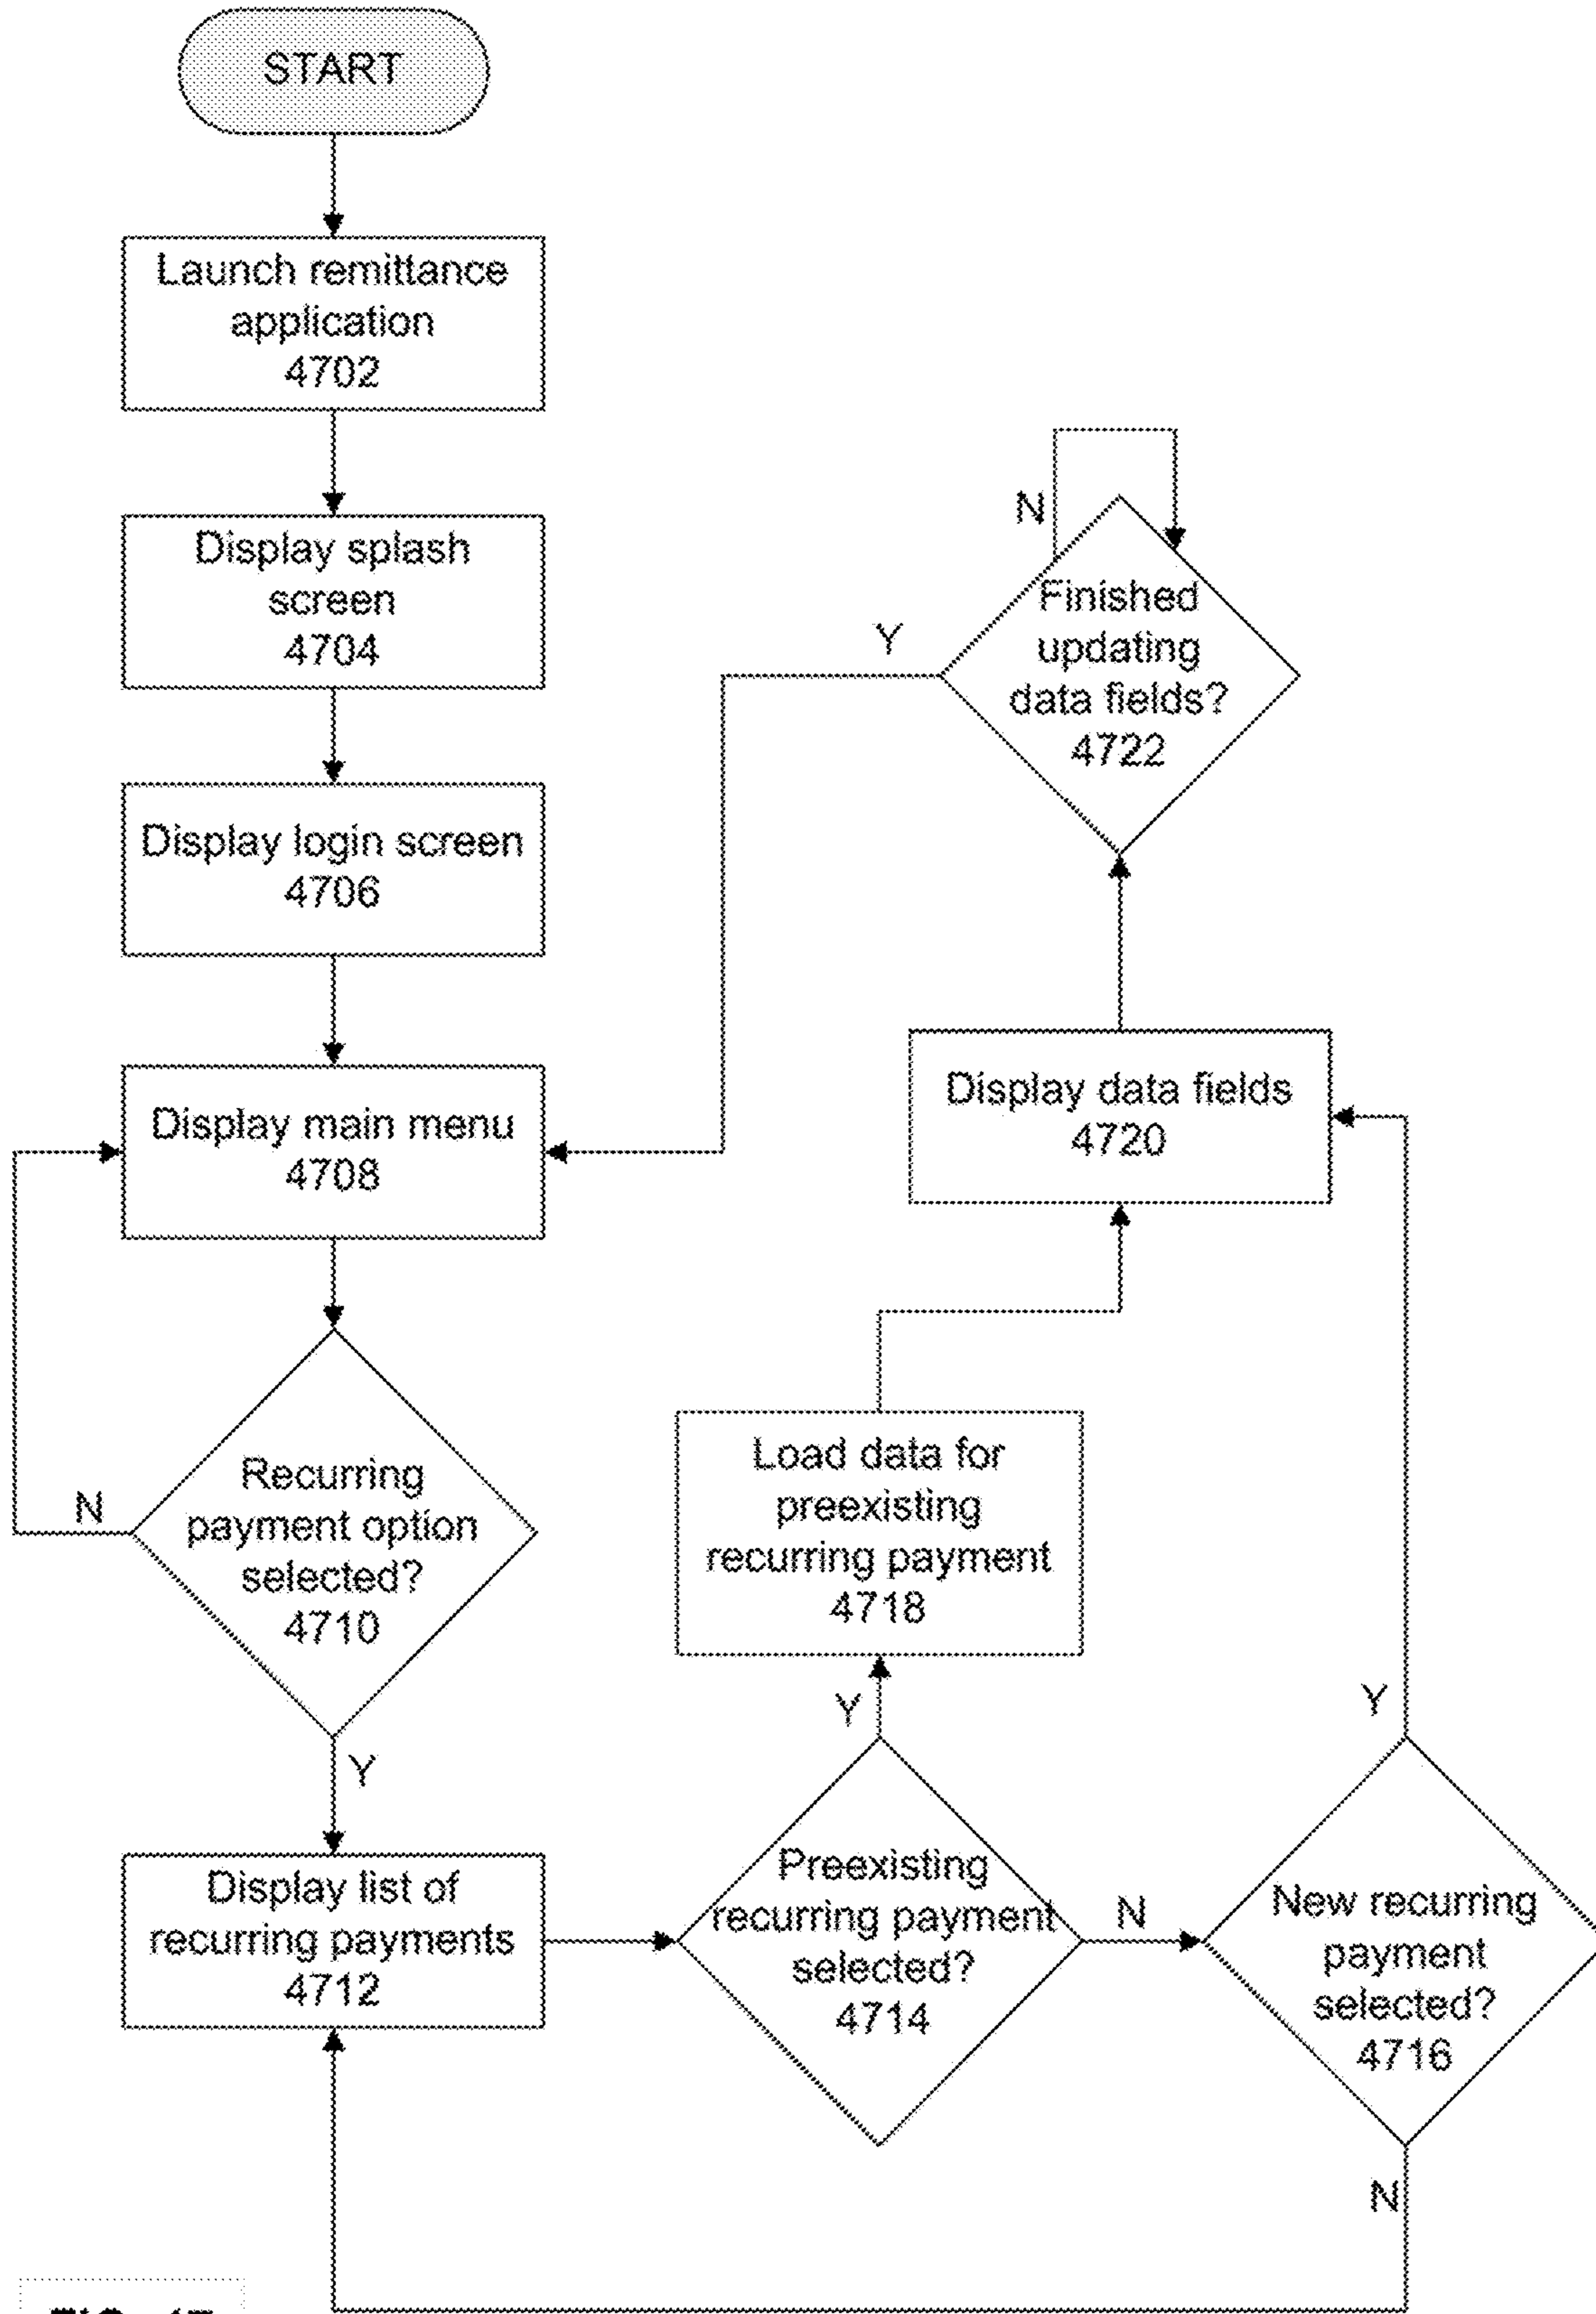 START
Launch remittance
application
4702
Display splash
screen
4704
Display login screen
4706
Display main menu
4708
N
Recurring
payment option
selected?
4710
Y
Display list of
recurring payments
4712
N
Finished
updating
data fields?
4722
Y
Display data fields
4720
Load data for
preexisting
recurring payment
4718
Y
Preexisting
recurring payment
selected?
4714
N
Y
New recurring
payment
selected?
4716
N